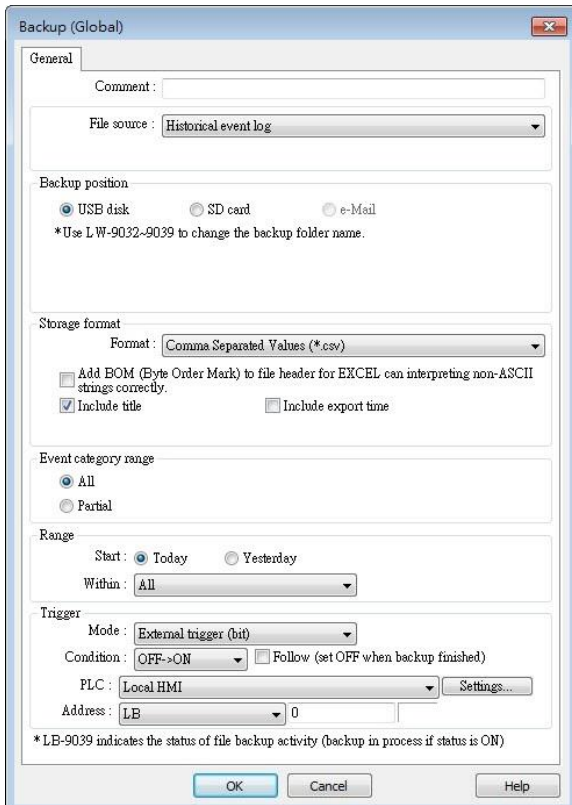 Backup (Global)
General
Comment :
File source : Historical event log
Backup position
USB disk SD card e-Mail
*Use LW-9032~9039 to change the backup folder name.
Storage format
Format : Comma Separated Values (*.csv)
Add BOM (Byte Order Mark) to file header for EXCEL can interpreting non-ASCII
strings correctly.
Include title Include export time
Event category range
All
Partial
Range
Start : Today Yesterday
Within : All
Trigger
Mode : External trigger (bit)
Condition : OFF->ON Follow (set OFF when backup finished)
PLC : Local HMI Settings...
Address : LB 0
* LB-9039 indicates the status of file backup activity (backup in process if status is ON)
OK Cancel Help